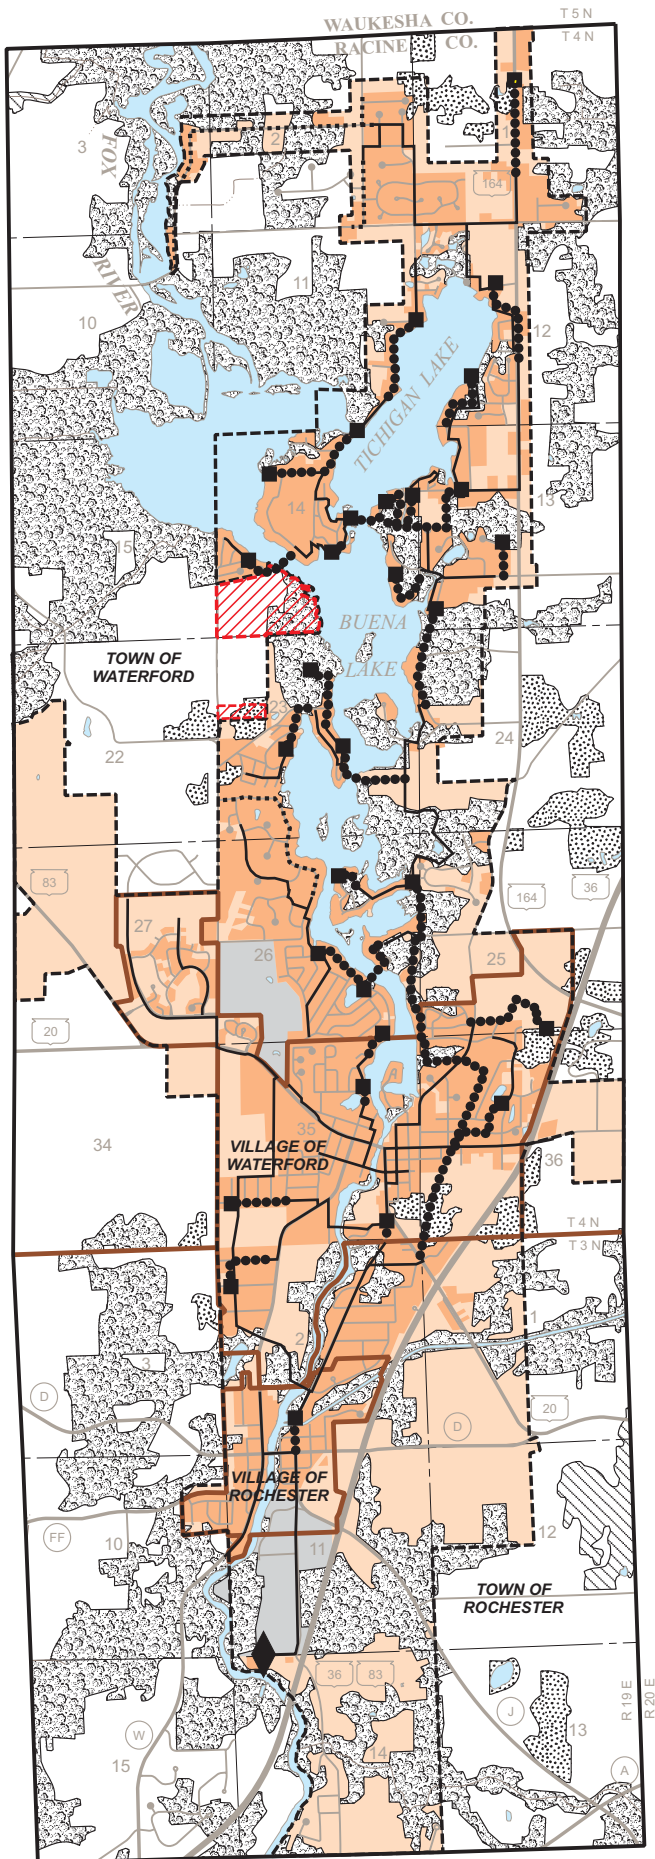 WAUKESHA CO.
RACINE CO.
T 5 N
T 4 N
3
2
1
FOX
164
RIVER
11
10
12
TICHIGAN LAKE
14
13
15
BUENA
LAKE
TOWN OF
WATERFORD
23
22
24
83
164
36
27
26
25
20
34
35
VILLAGE OF
WATERFORD
36
T 4 N
T 3 N
2
1
3
D
20
D
VILLAGE OF
ROCHESTER
FF
10
11
12
TOWN OF
ROCHESTER
36
83
R 19 E
R 20 E
J
13
W
14
15
A